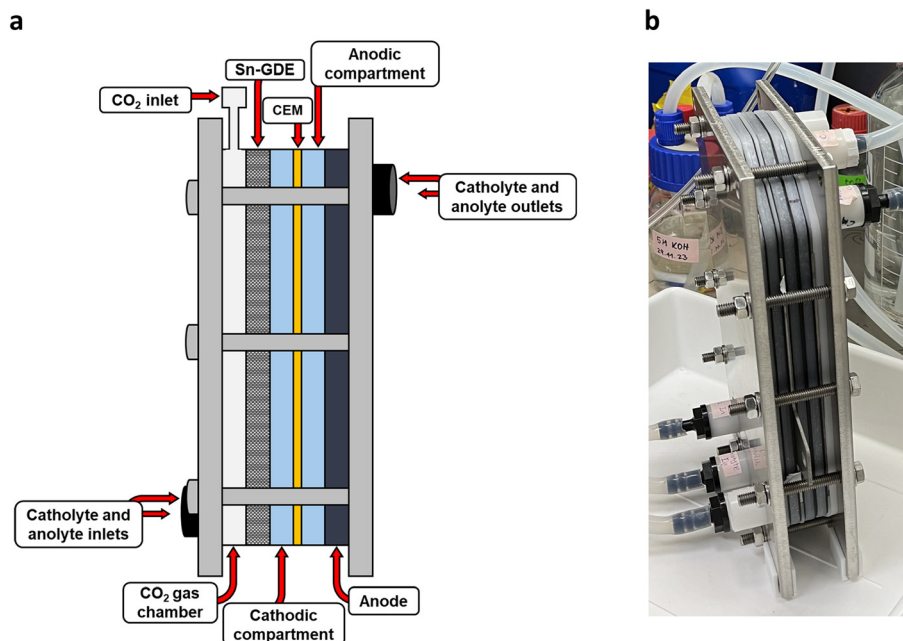 a
b
Sn-GDE
Anodic
compartment
CO₂ inlet
CEM
Catholyte and
anolyte outlets
Catholyte and
anolyte inlets
CO₂ gas
chamber
Cathodic
compartment
Anode
5M KOH